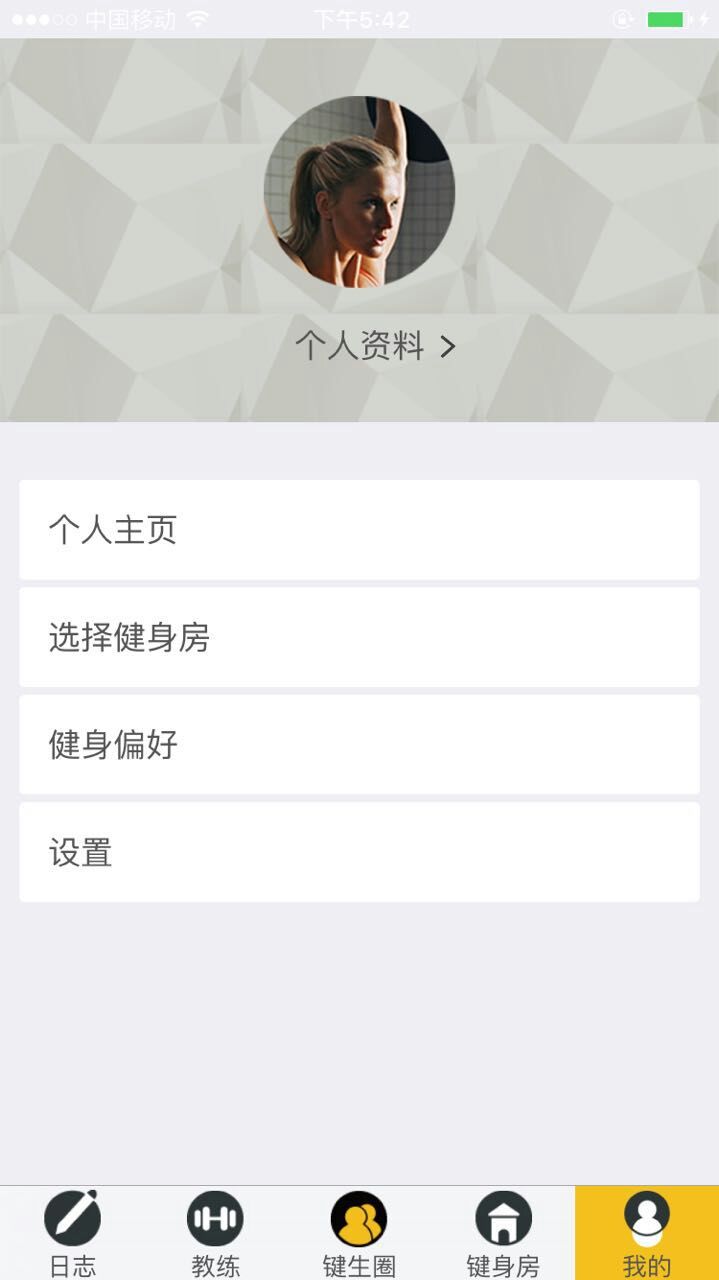 中国移动 下午5:42
个人资料
个人主页
选择健身房
健身偏好
设置
日志 教练 键生圈 键身房 我的